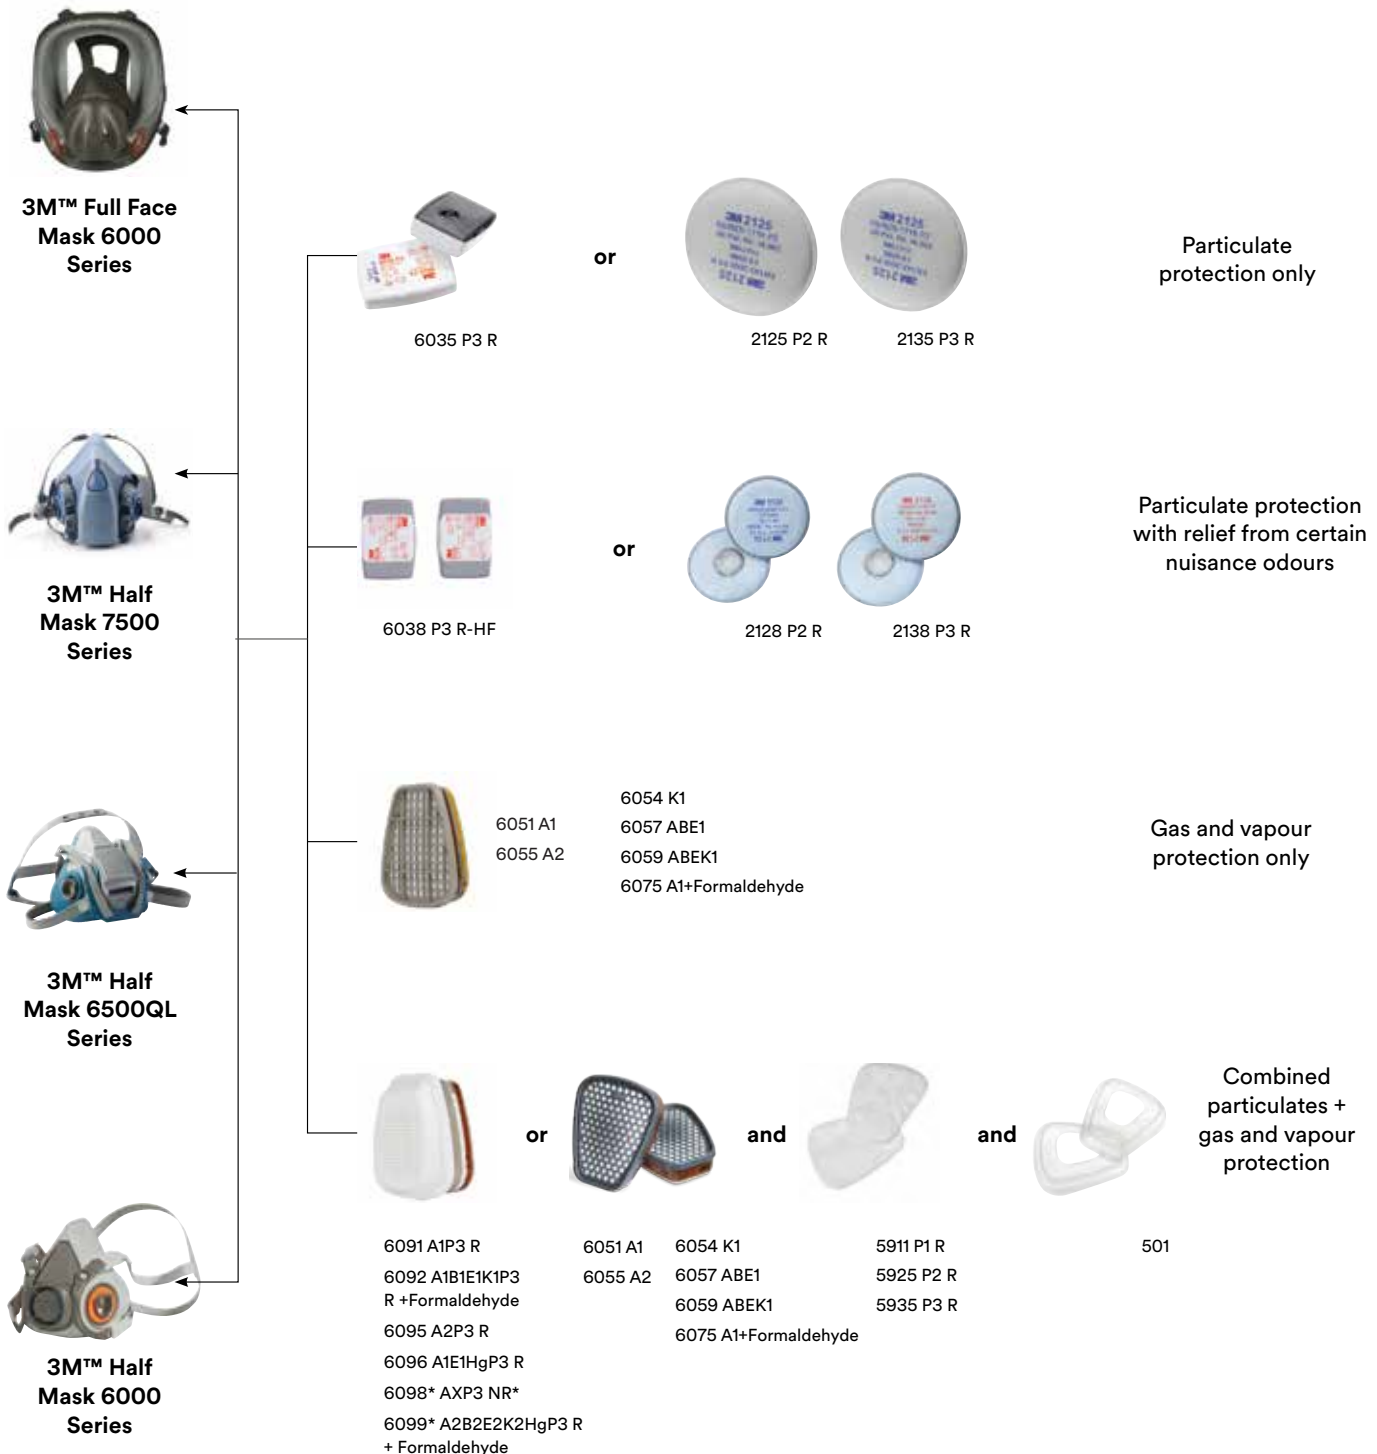 3M™ Full Face
Mask 6000
Series
3M™ Half
Mask 7500
Series
3M™ Half
Mask 6500QL
Series
3M™ Half
Mask 6000
Series
6035 P3 R
or
3M 2125
3M 2125
2125 P2 R
2135 P3 R
Particulate
protection only
6038 P3 R-HF
or
2128 P2 R
2138 P3 R
Particulate protection
with relief from certain
nuisance odours
6051 A1
6055 A2
6054 K1
6057 ABE1
6059 ABEK1
6075 A1+Formaldehyde
Gas and vapour
protection only
or
and
and
Combined
particulates +
gas and vapour
protection
6091 A1P3 R
6092 A1B1E1K1P3
R +Formaldehyde
6095 A2P3 R
6096 A1E1HgP3 R
6098* AXP3 NR*
6099* A2B2E2K2HgP3 R
+ Formaldehyde
6051 A1
6055 A2
6054 K1
6057 ABE1
6059 ABEK1
6075 A1+Formaldehyde
5911 P1 R
5925 P2 R
5935 P3 R
501